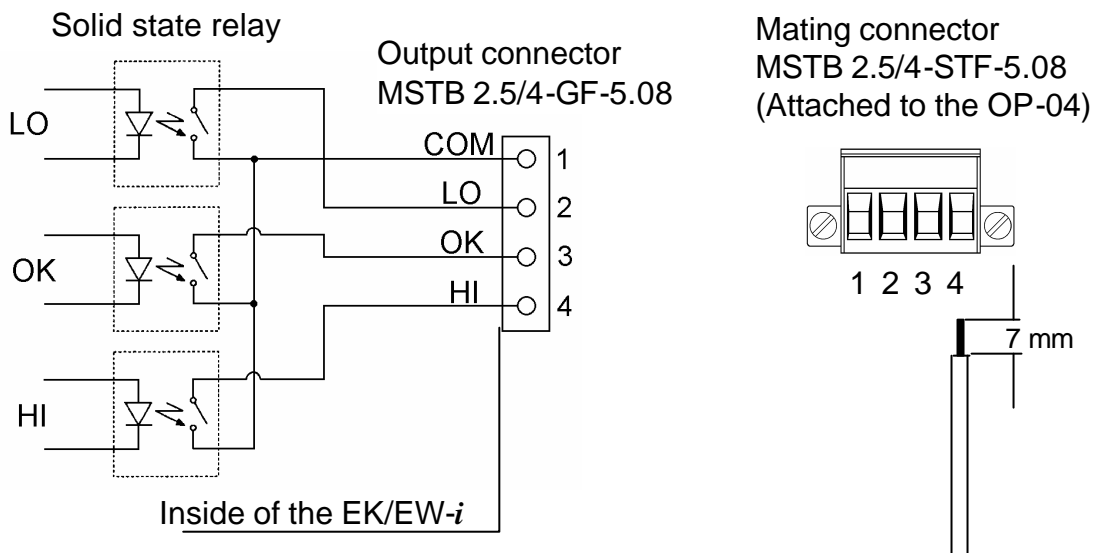 Solid state relay
Output connector
MSTB 2.5/4-GF-5.08
LO
OK
HI
COM 1
LO 2
OK 3
HI 4
Inside of the EK/EW-i
Mating connector
MSTB 2.5/4-STF-5.08
(Attached to the OP-04)
1 2 3 4
7 mm